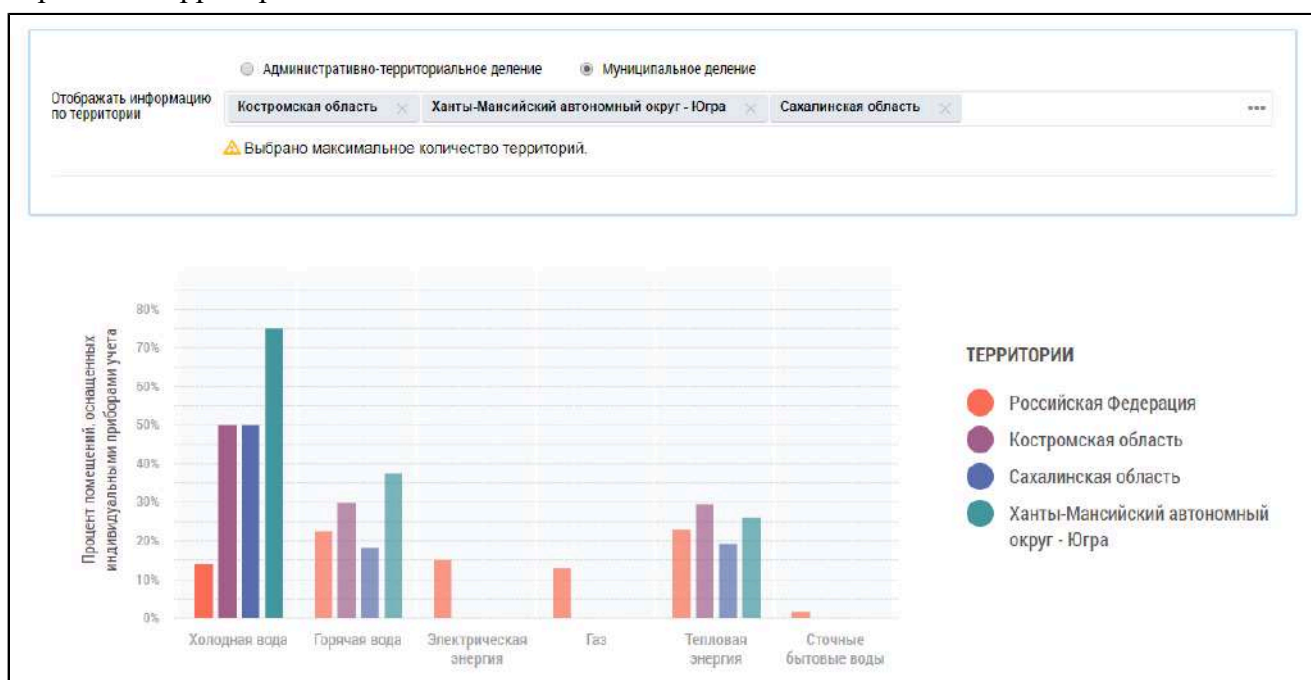 Административно-территориальное деление
Муниципальное деление
Отображать информацию
по территории
Костромская область
Ханты-Мансийский автономный округ - Югра
Сахалинская область
Выбрано максимальное количество территорий.
Процент помещений, оснащенных
индивидуальными приборами учета
80%
70%
60%
50%
40%
30%
20%
10%
0%
Холодная вода
Горячая вода
Электрическая
энергия
Газ
Тепловая
энергия
Сточные
бытовые воды
ТЕРРИТОРИИ
Российская Федерация
Костромская область
Сахалинская область
Ханты-Мансийский автономный
округ - Югра